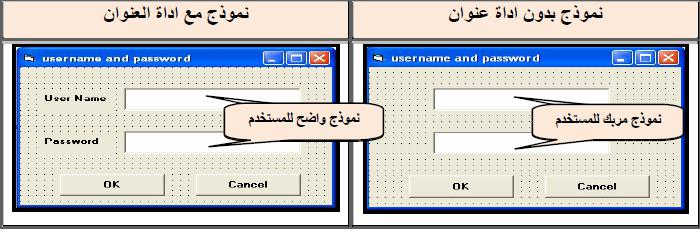 نموذج بدون اداة عنوان
نموذج مع اداة العنوان
username and password
نموذج مربك للمستخدم
OK Cancel
username and password
User Name
نموذج واضح للمستخدم
Password
OK Cancel